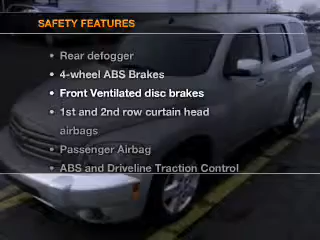 SAFETY FEATURES
• Rear defogger
• 4-wheel ABS Brakes
• Front Ventilated disc brakes
• 1st and 2nd row curtain head
airbags
• Passenger Airbag
• ABS and Driveline Traction Control